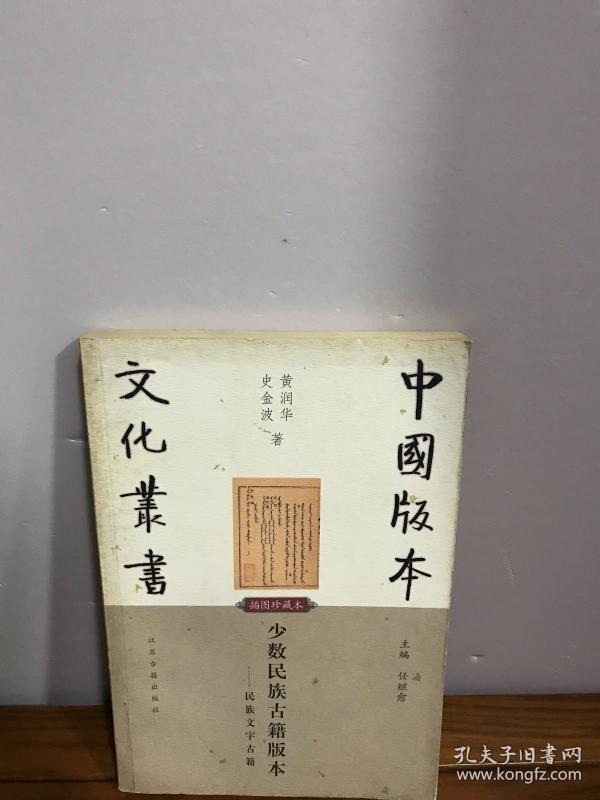 中國版本
文化叢書
黄润华
史金波
著
插图珍藏本
少数民族古籍版本
——民族文字古籍
主编 任继愈
江苏古籍出版社
孔夫子旧书网
www.kongfz.com